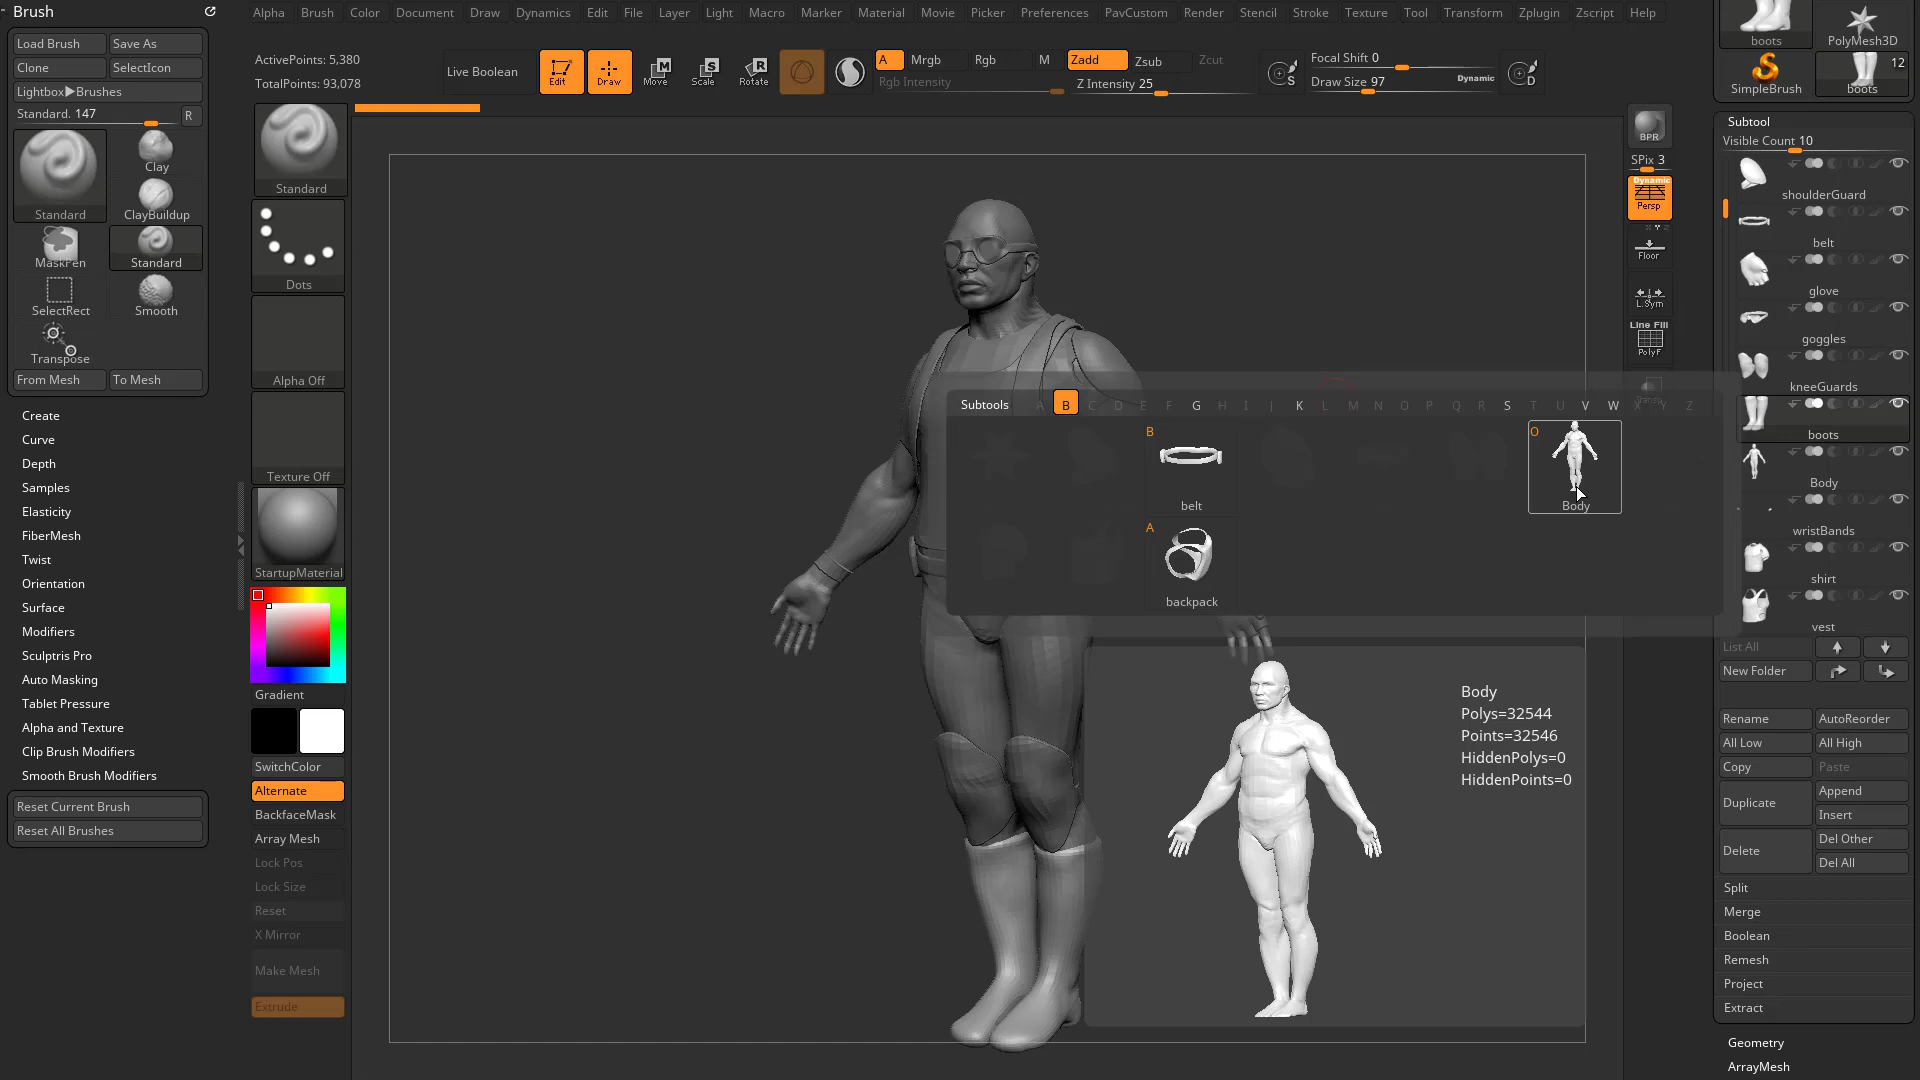 Brush
Load Brush
Save As
Clone
SelectIcon
Lightbox▶Brushes
Standard. 147
R
Standard
Clay
ClayBuildup
MaskPen
Standard
SelectRect
Smooth
Transpose
From Mesh
To Mesh
Create
Curve
Depth
Samples
Elasticity
FiberMesh
Twist
Orientation
Surface
Modifiers
Sculptris Pro
Auto Masking
Tablet Pressure
Alpha and Texture
Clip Brush Modifiers
Smooth Brush Modifiers
Reset Current Brush
Reset All Brushes
Alpha Brush Color Document Draw Dynamics Edit File Layer Light Macro Marker Material Movie Picker Preferences PavCustom Render Stencil Stroke Texture Tool Transform Zplugin Zscript Help
ActivePoints: 5,380
TotalPoints: 93,078
Live Boolean
Edit
Draw
Move
Scale
Rotate
A
Mrgb
Rgb
M
Zadd
Zsub
Zcut
Rgb Intensity
Z Intensity 25
Focal Shift 0
Draw Size 97
Dynamic
S
D
Standard
Dots
Alpha Off
Texture Off
StartupMaterial
Gradient
SwitchColor
Alternate
BackfaceMask
Array Mesh
Lock Pos
Lock Size
Reset
X Mirror
Make Mesh
Extrude
BPR
SPix 3
Dynamic
Persp
Floor
L.Sym
Line Fill
PolyF
Subtools
A B C D E F G H I J K L M N O P Q R S T U V W X Y Z
B
belt
O
Body
A
backpack
Body
Polys=32544
Points=32546
HiddenPolys=0
HiddenPoints=0
boots
PolyMesh3D
SimpleBrush
12
boots
Subtool
Visible Count 10
shoulderGuard
belt
glove
goggles
kneeGuards
boots
Body
wristBands
shirt
vest
List All
New Folder
Rename
AutoReorder
All Low
All High
Copy
Paste
Duplicate
Append
Insert
Delete
Del Other
Del All
Split
Merge
Boolean
Remesh
Project
Extract
Geometry
ArrayMesh